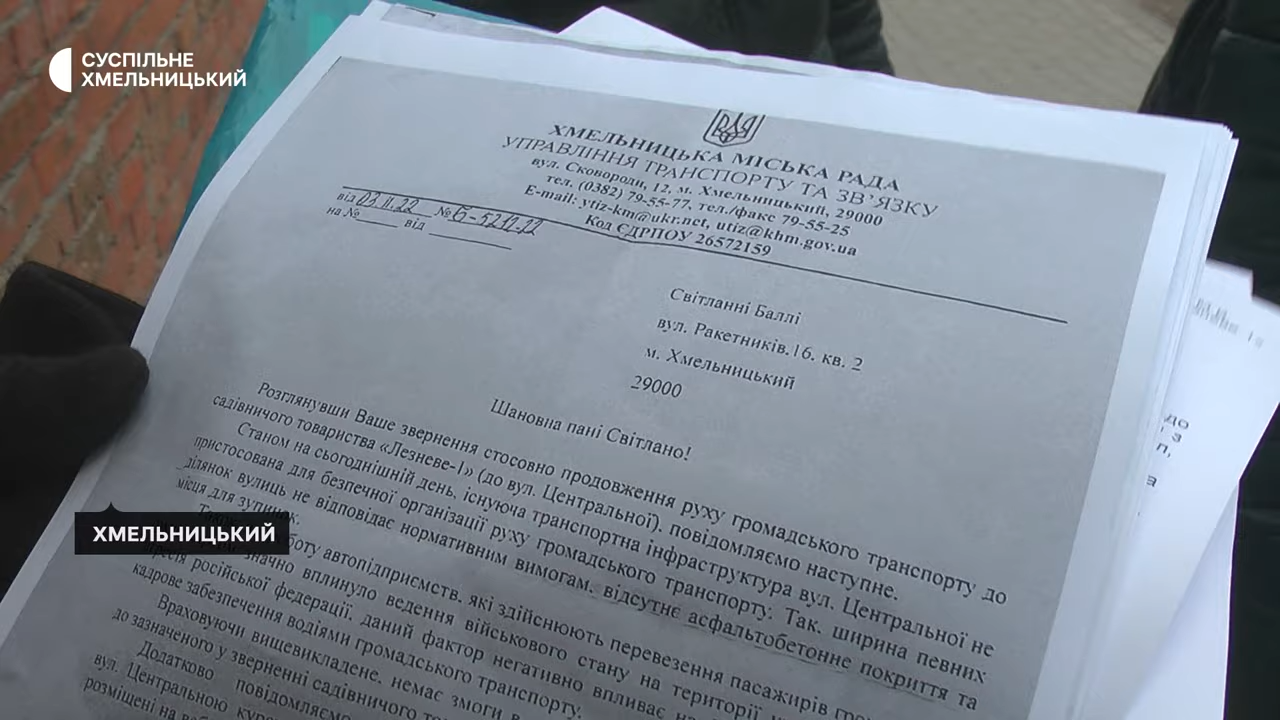 СУСПІЛЬНЕ
ХМЕЛЬНИЦЬКИЙ
ХМЕЛЬНИЦЬКА МІСЬКА РАДА
УПРАВЛІННЯ ТРАНСПОРТУ ТА ЗВ’ЯЗКУ
вул. Сковороди, 12, м. Хмельницький, 29000
тел. (0382) 79-55-77, тел./факс 79-55-25
E-mail: ytiz-km@ukr.net, utiz@khm.gov.ua
Код ЄДРПОУ 26572159
від 03.11.22 № Б-5219-22
на № від
Світланні Баллі
вул. Ракетників,16, кв. 2
м. Хмельницький
29000
Шановна пані Світлано!
Розглянувши Ваше звернення стосовно продовження руху громадського транспорту до
садівничого товариства «Лезневе-1» (до вул. Центральної), повідомляємо наступне.
Станом на сьогоднішній день, існуюча транспортна інфраструктура вул. Центральної не
пристосована для безпечної організації руху громадського транспорту. Так, ширина певних
ділянок вулиць не відповідає нормативним вимогам, відсутнє асфальтобетонне покриття та
місця для зупинок.
боту автопідприємств, які здійснюють перевезення пасажирів
значно вплинуло ведення військового стану на території
російської федерації, даний фактор негативно впливає на
кадрове забезпечення водіями громадського транспорту.
Враховуючи вищевикладене, немає змоги
до зазначеного у зверненні садівничого
Додатково повідомляємо
вул. Центральною
розміщені на
ХМЕЛЬНИЦЬКИЙ